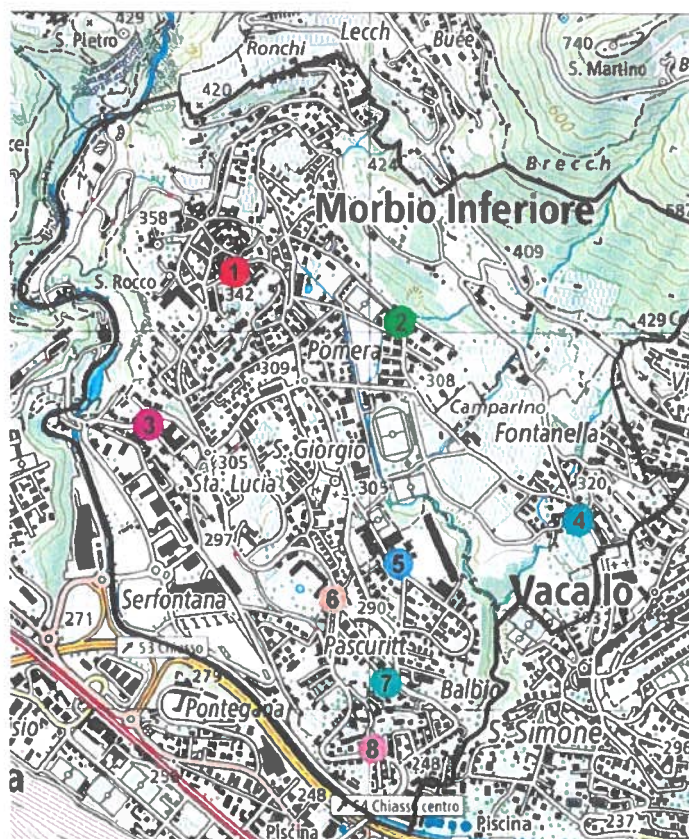 429
S. Pietro
Ronchi
Lecch
Buee
740
S. Martino
420
600
424
Brecch
Morbio Inferiore
358
409
S. Rocco
1
342
2
429
Pomera
309
308
Camparino
Fontanella
3
S. Giorgio
305
Sta. Lucia
320
4
297
5
Vacallo
6
290
Serfontana
271
53 Chiasso
Pascuritt
279
7
Balbio
Pontegana
S. Simone
8
248
296
248
54 Chiasso centro
Piscina
Piscina
237